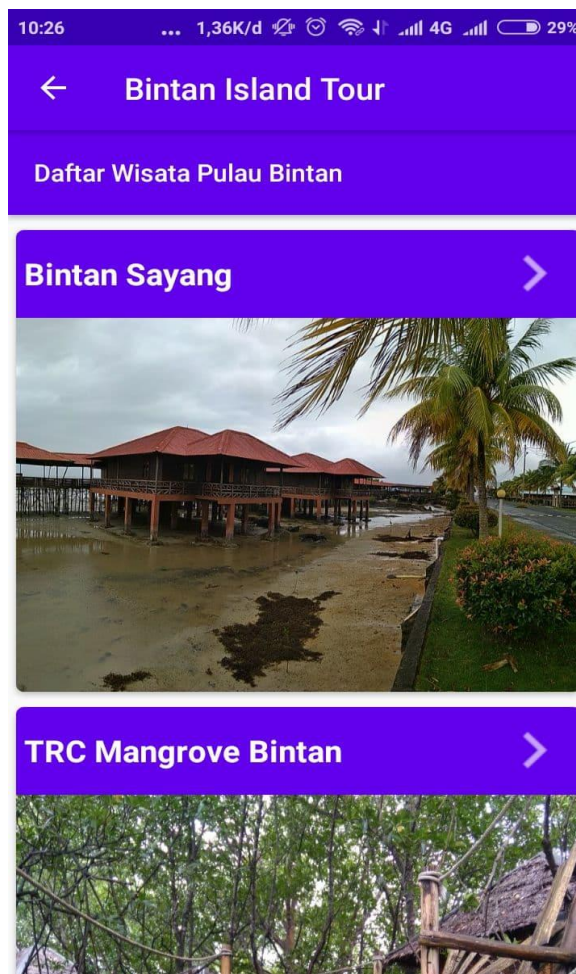 10:26 ... 1,36K/d 4G 29%
Bintan Island Tour
Daftar Wisata Pulau Bintan
Bintan Sayang
TRC Mangrove Bintan